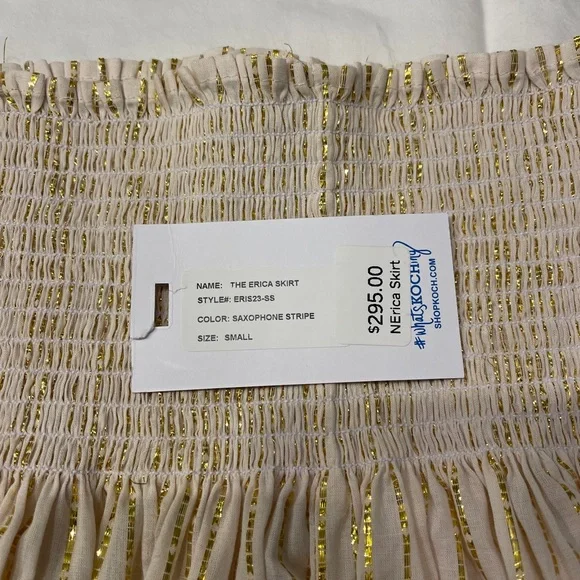 NAME: THE ERICA SKIRT
STYLE#: ERIS23-SS
COLOR: SAXOPHONE STRIPE
SIZE: SMALL
$295.00
NErica Skirt
#whatsKOCHing
SHOPKOCH.COM